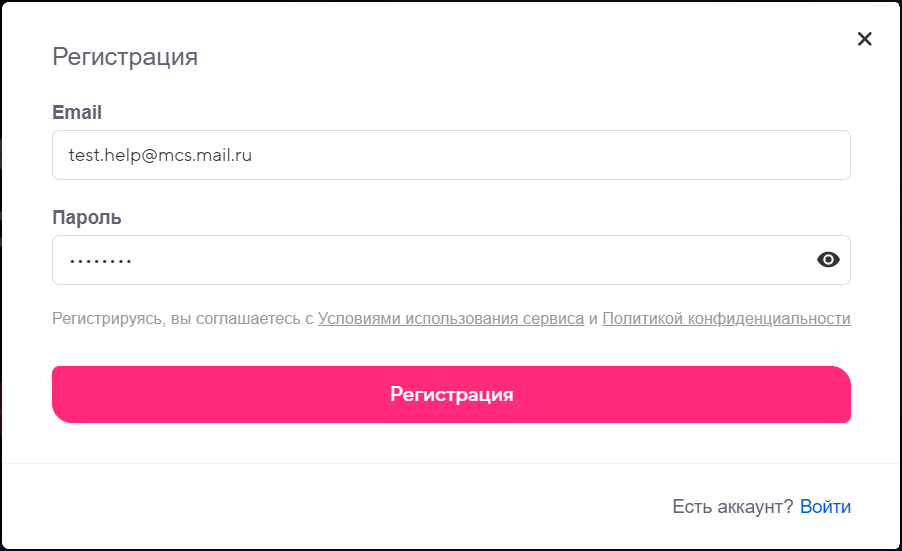 Регистрация
Email
test.help@mcs.mail.ru
Пароль
••••••••
Регистрируясь, вы соглашаетесь с Условиями использования сервиса и Политикой конфиденциальности
Регистрация
Есть аккаунт? Войти